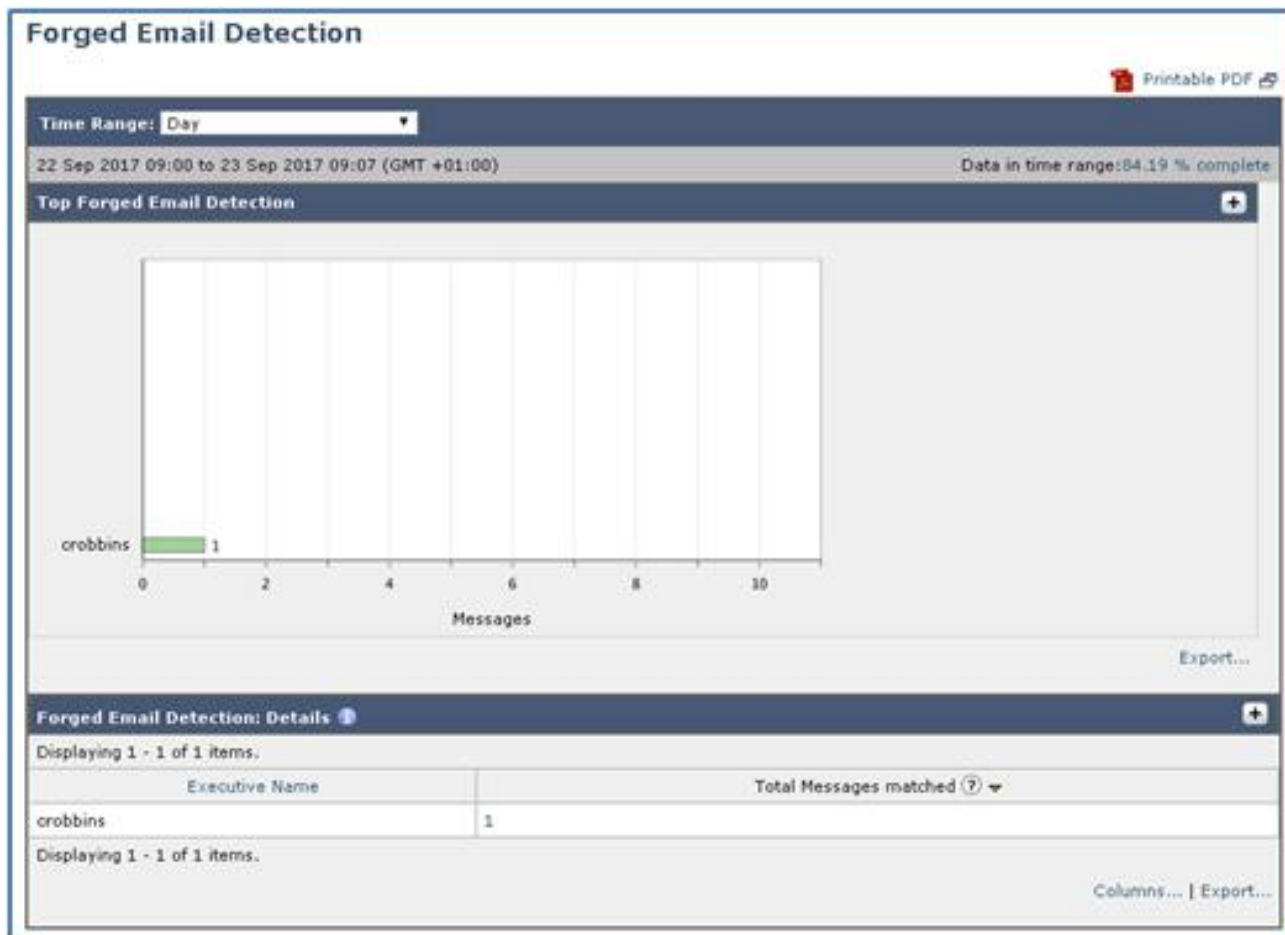 Forged Email Detection
Printable PDF
Time Range: Day
22 Sep 2017 09:00 to 23 Sep 2017 09:07 (GMT +01:00) Data in time range:84.19 % complete
Top Forged Email Detection +
crobbins 1
0 2 4 6 8 10
Messages
Export...
Forged Email Detection: Details i +
Displaying 1 - 1 of 1 items.
Executive Name Total Messages matched ?
crobbins 1
Displaying 1 - 1 of 1 items.
Columns... | Export...